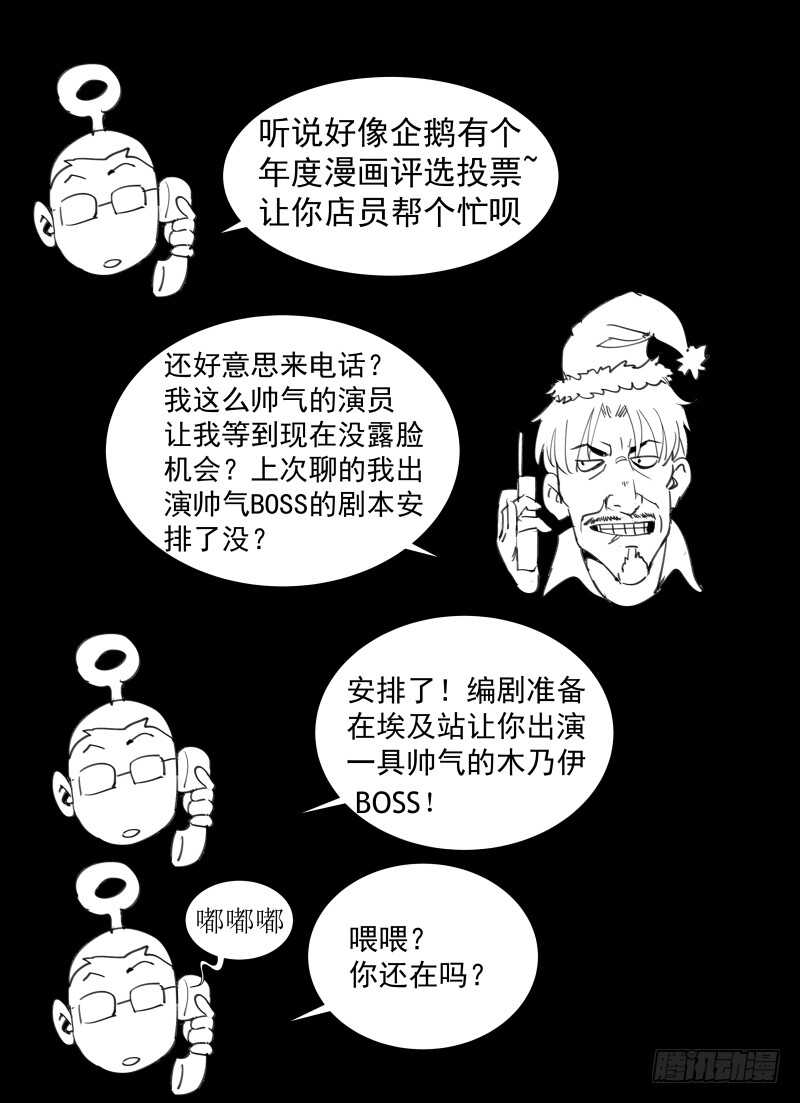 听说好像企鹅有个
年度漫画评选投票~
让你店员帮个忙呗
还好意思来电话？
我这么帅气的演员
让我等到现在没露脸
机会？上次聊的我出
演帅气BOSS的剧本安
排了没？
安排了！编剧准备
在埃及站让你出演
一具帅气的木乃伊
BOSS！
嘟嘟嘟
喂喂？
你还在吗？
腾讯动漫